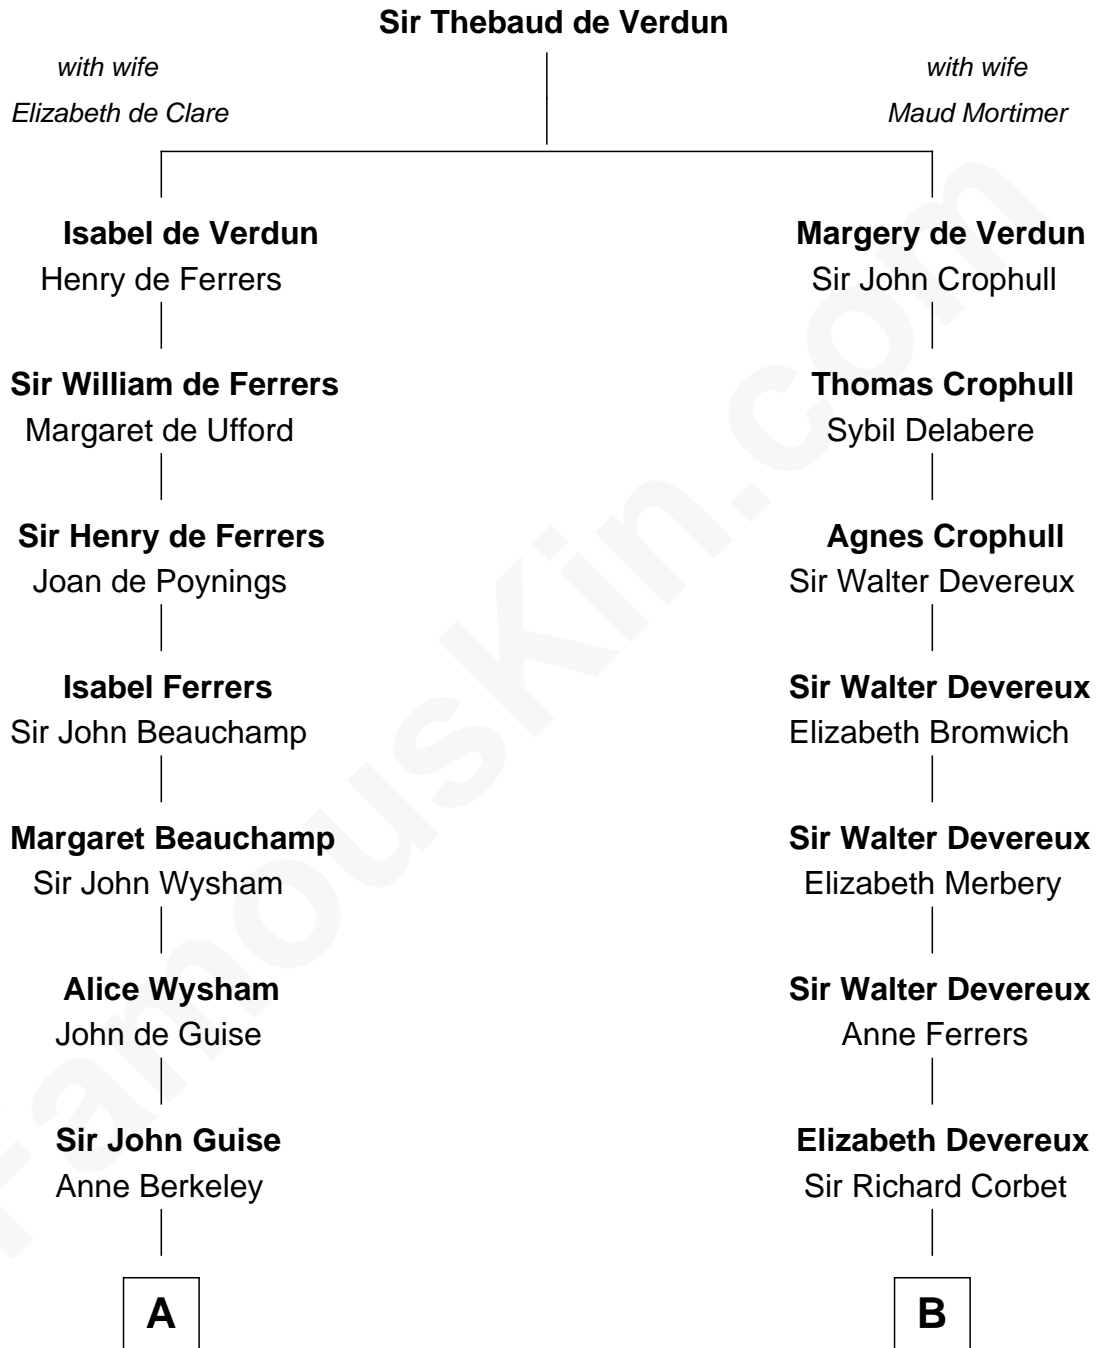 Sir Thebaud de Verdun
with wife
Elizabeth de Clare
with wife
Maud Mortimer
Isabel de Verdun
Henry de Ferrers
Margery de Verdun
Sir John Crophull
Sir William de Ferrers
Margaret de Ufford
Thomas Crophull
Sybil Delabere
Sir Henry de Ferrers
Joan de Poynings
Agnes Crophull
Sir Walter Devereux
Isabel Ferrers
Sir John Beauchamp
Sir Walter Devereux
Elizabeth Bromwich
Margaret Beauchamp
Sir John Wysham
Sir Walter Devereux
Elizabeth Merbery
Alice Wysham
John de Guise
Sir Walter Devereux
Anne Ferrers
Sir John Guise
Anne Berkeley
Elizabeth Devereux
Sir Richard Corbet
A
B
FamousKin.com